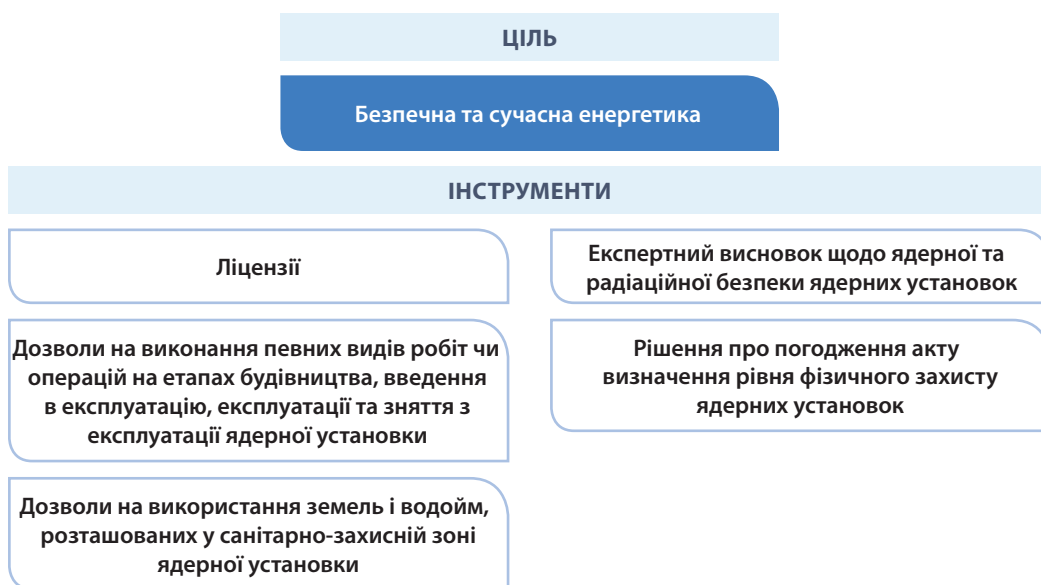 ЦІЛЬ
Безпечна та сучасна енергетика
ІНСТРУМЕНТИ
Ліцензії
Дозволи на виконання певних видів робіт чи
операцій на етапах будівництва, введення
в експлуатацію, експлуатації та зняття з
експлуатації ядерної установки
Дозволи на використання земель і водойм,
розташованих у санітарно-захисній зоні
ядерної установки
Експертний висновок щодо ядерної та
радіаційної безпеки ядерних установок
Рішення про погодження акту
визначення рівня фізичного захисту
ядерних установок